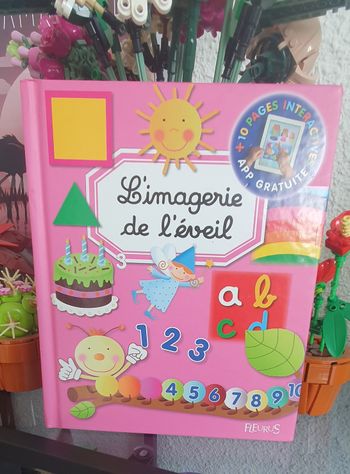 + 10 PAGES INTERACTIVES
APP GRATUITE
L'imagerie
de l'éveil
3
a b
c d
1 2 3
4 5 6 7 8 9 10
FLEURUS